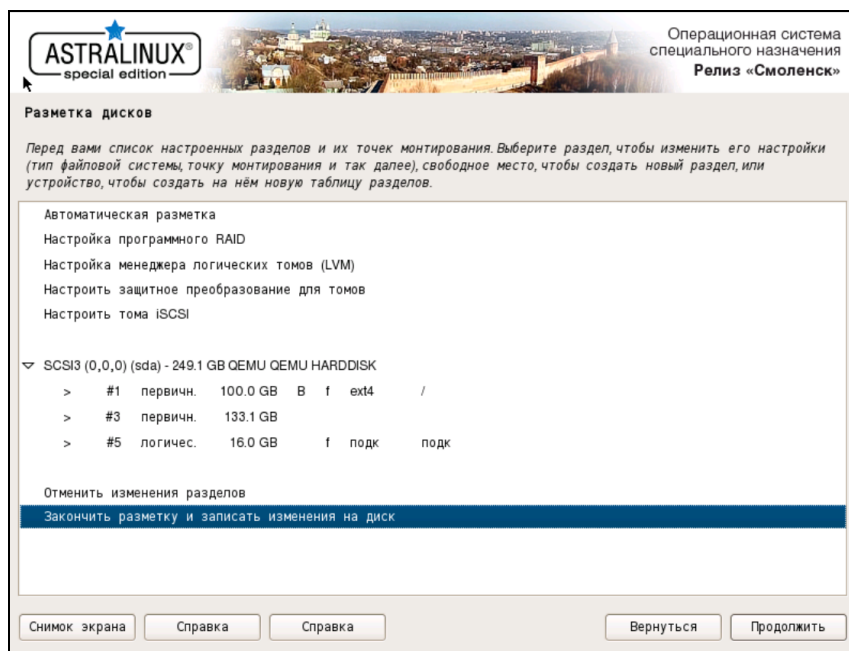 ASTRALINUX®
special edition
Операционная система
специального назначения
Релиз «Смоленск»
Разметка дисков
Перед вами список настроенных разделов и их точек монтирования. Выберите раздел, чтобы изменить его настройки
(тип файловой системы, точку монтирования и так далее), свободное место, чтобы создать новый раздел, или
устройство, чтобы создать на нём новую таблицу разделов.
Автоматическая разметка
Настройка программного RAID
Настройка менеджера логических томов (LVM)
Настроить защитное преобразование для томов
Настроить тома iSCSI
SCSI3 (0,0,0) (sda) - 249.1 GB QEMU QEMU HARDDISK
> #1 первичн. 100.0 GB B f ext4 /
> #3 первичн. 133.1 GB
> #5 логичес. 16.0 GB f подк подк
Отменить изменения разделов
Закончить разметку и записать изменения на диск
Снимок экрана Справка Справка Вернуться Продолжить